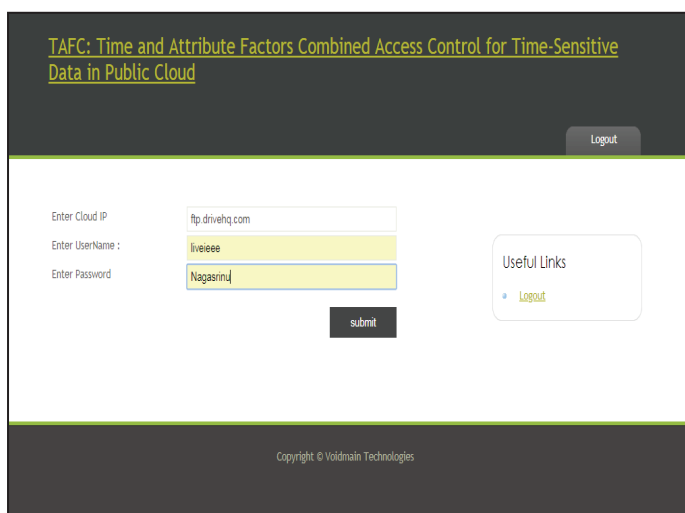 TAFC: Time and Attribute Factors Combined Access Control for Time-Sensitive
Data in Public Cloud
Logout
Enter Cloud IP
ftp.drivehq.com
Enter UserName :
liveieee
Enter Password
Nagasrinu
submit
Useful Links
Logout
Copyright © Voidmain Technologies